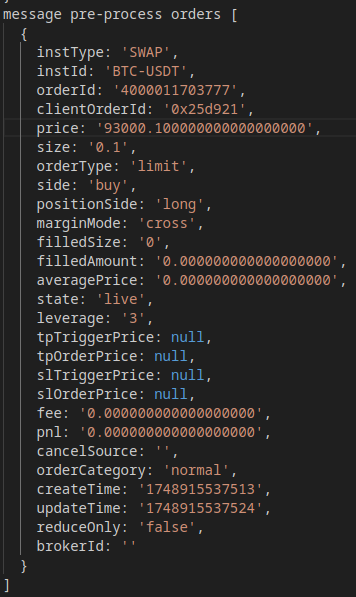 message pre-process orders [
  {
    instType: 'SWAP',
    instId: 'BTC-USDT',
    orderId: '4000011703777',
    clientOrderId: '0x25d921',
    price: '93000.100000000000000000',
    size: '0.1',
    orderType: 'limit',
    side: 'buy',
    positionSide: 'long',
    marginMode: 'cross',
    filledSize: '0',
    filledAmount: '0.000000000000000000',
    averagePrice: '0.000000000000000000',
    state: 'live',
    leverage: '3',
    tpTriggerPrice: null,
    tpOrderPrice: null,
    slTriggerPrice: null,
    slOrderPrice: null,
    fee: '0.000000000000000000',
    pnl: '0.000000000000000000',
    cancelSource: '',
    orderCategory: 'normal',
    createTime: '1748915537513',
    updateTime: '1748915537524',
    reduceOnly: 'false',
    brokerId: ''
  }
]